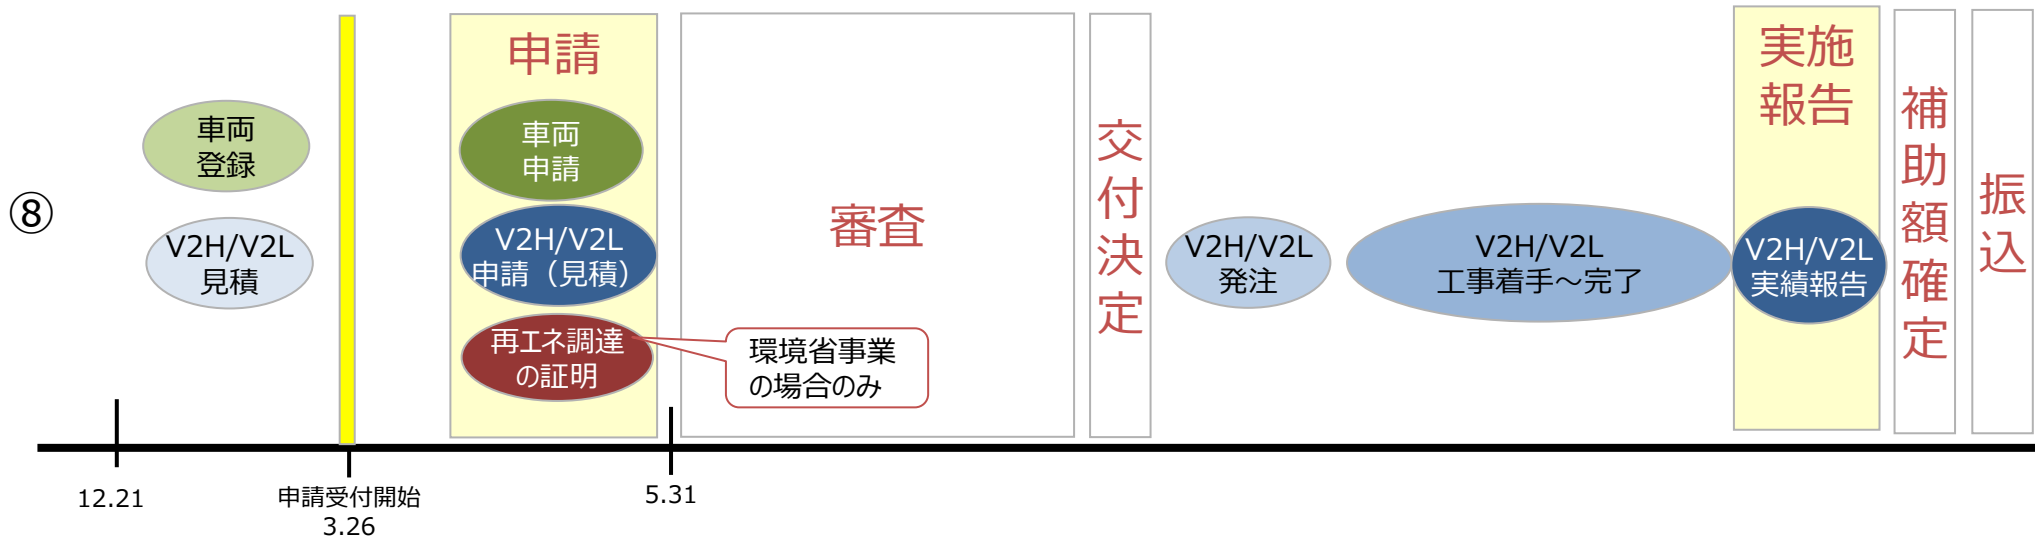 ⑧
車両
登録
V2H/V2L
見積
申請
車両
申請
V2H/V2L
申請（見積）
再エネ調達
の証明
環境省事業
の場合のみ
審査
交付決定
V2H/V2L
発注
V2H/V2L
工事着手～完了
実施
報告
V2H/V2L
実績報告
補助額確定
振込
12.21
申請受付開始
3.26
5.31